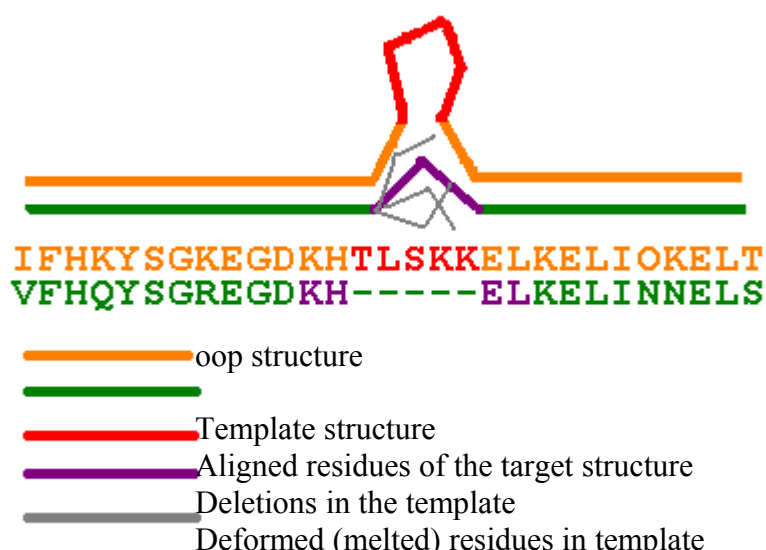 IFHKYSGKEGDKHTLSKKELKELIOKELT
VFHQYSGREGDKH-----ELKELINNELS
oop structure
Template structure
Aligned residues of the target structure
Deletions in the template
Deformed (melted) residues in template